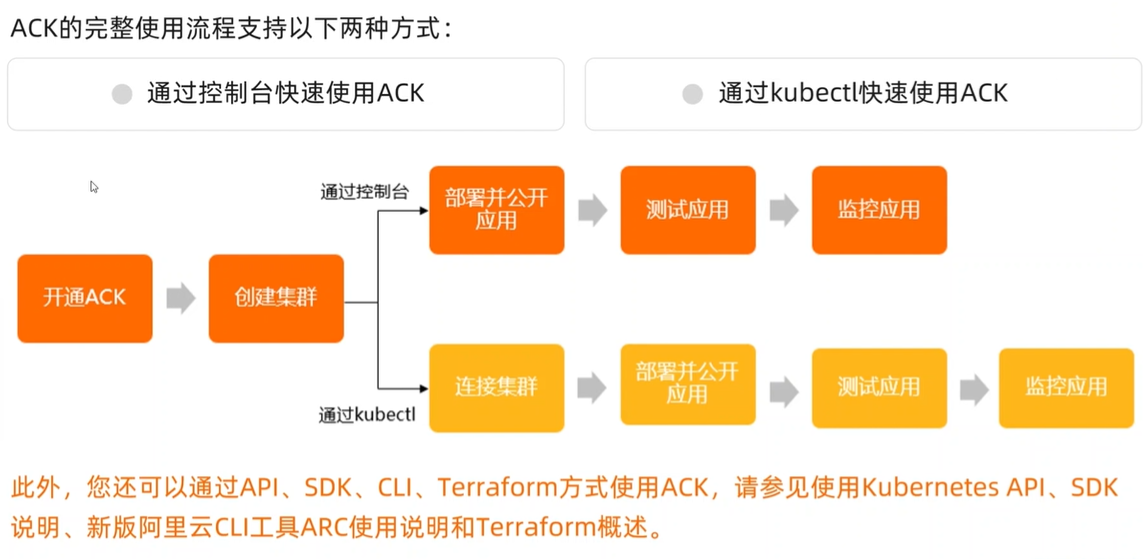 ACK的完整使用流程支持以下两种方式：
通过控制台快速使用ACK
通过kubectl快速使用ACK
开通ACK
创建集群
通过控制台
部署并公开
应用
测试应用
监控应用
通过kubectl
连接集群
部署并公开
应用
测试应用
监控应用
此外，您还可以通过API、SDK、CLI、Terraform方式使用ACK，请参见使用Kubernetes API、SDK
说明、新版阿里云CLI工具ARC使用说明和Terraform概述。